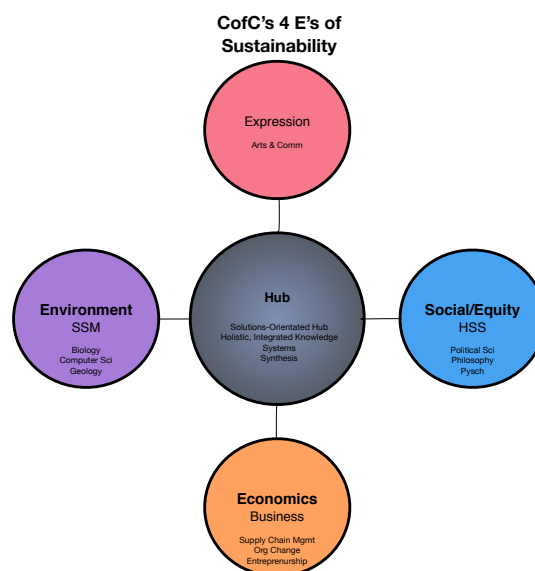 CofC's 4 E's of
Sustainability
Expression
Arts & Comm
Environment
SSM
Biology
Computer Sci
Geology
Hub
Solutions-Orientated Hub
Holistic, Integrated Knowledge
Systems
Synthesis
Social/Equity
HSS
Political Sci
Philosophy
Pysch
Economics
Business
Supply Chain Mgmt
Org Change
Entreprenurship